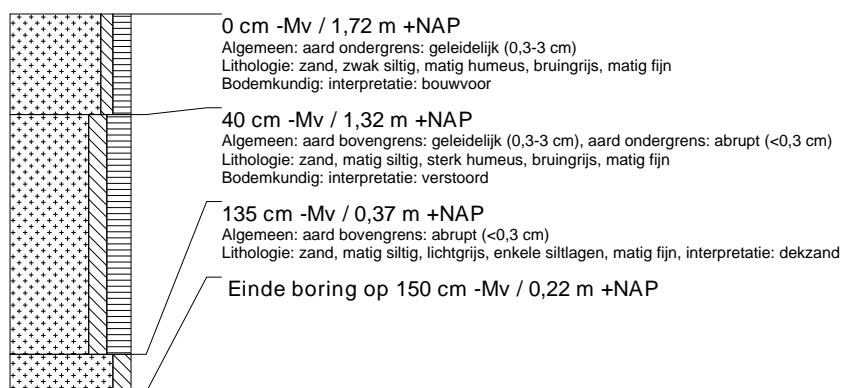 0 cm -Mv / 1,72 m +NAP
Algemeen: aard ondergrens: geleidelijk (0,3-3 cm)
Lithologie: zand, zwak siltig, matig humeus, bruingrijs, matig fijn
Bodemkundig: interpretatie: bouwvoor
40 cm -Mv / 1,32 m +NAP
Algemeen: aard bovengrens: geleidelijk (0,3-3 cm), aard ondergrens: abrupt (<0,3 cm)
Lithologie: zand, matig siltig, sterk humeus, bruingrijs, matig fijn
Bodemkundig: interpretatie: verstoord
135 cm -Mv / 0,37 m +NAP
Algemeen: aard bovengrens: abrupt (<0,3 cm)
Lithologie: zand, matig siltig, lichtgrijs, enkele siltlagen, matig fijn, interpretatie: dekzand
Einde boring op 150 cm -Mv / 0,22 m +NAP